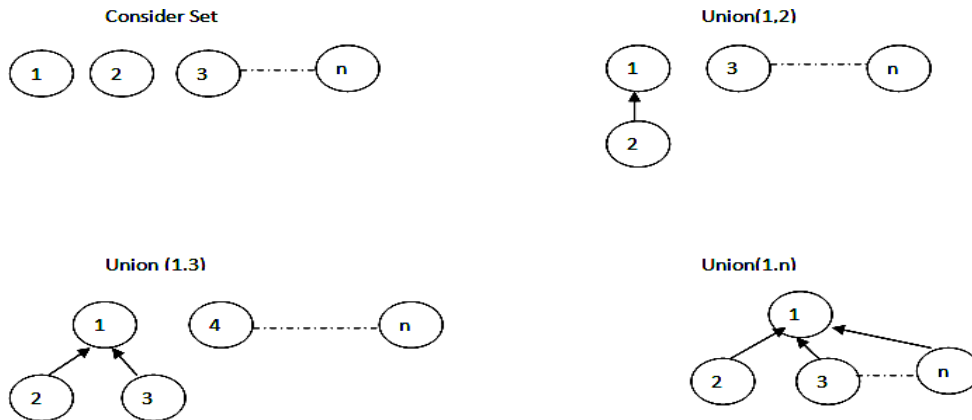 Consider Set
1 2 3 n
Union(1,2)
1 3 n
2
Union (1.3)
1 4 n
2 3
Union(1.n)
1
2 3 n